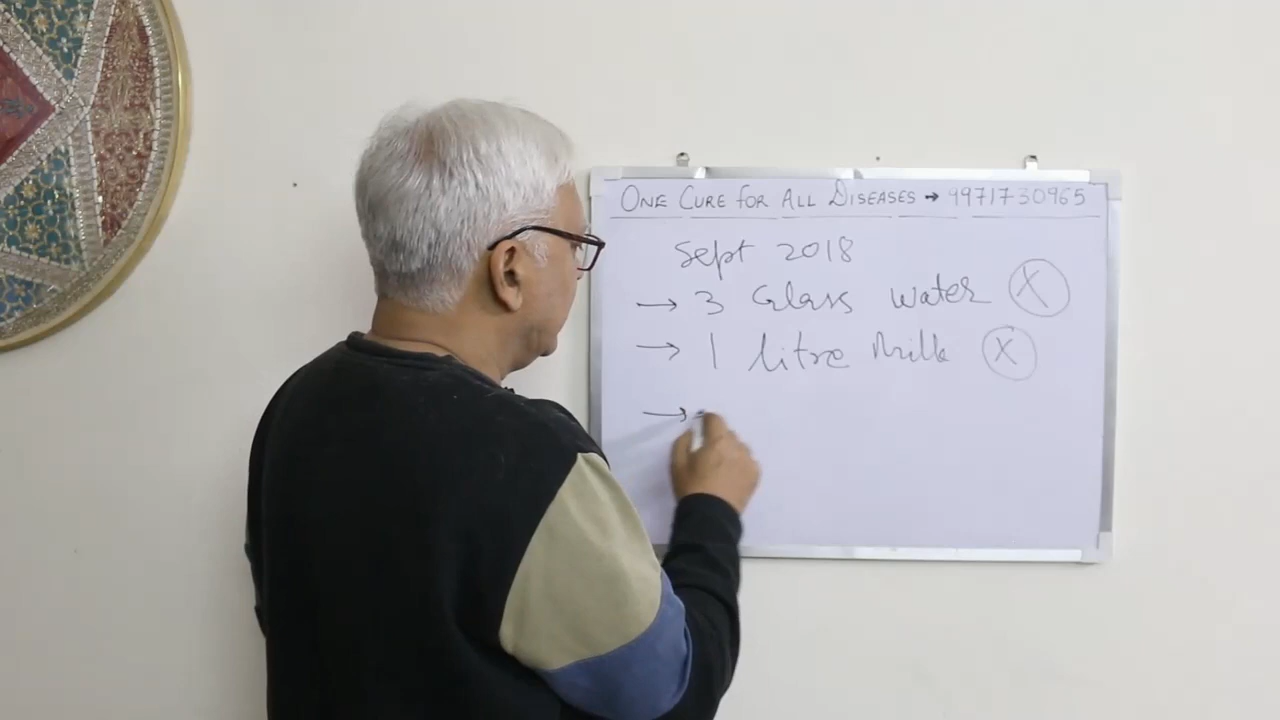 ONE CURE FOR ALL DISEASES → 9971730965
Sept 2018
→ 3 Glass water X
→ 1 litre Milk X
→